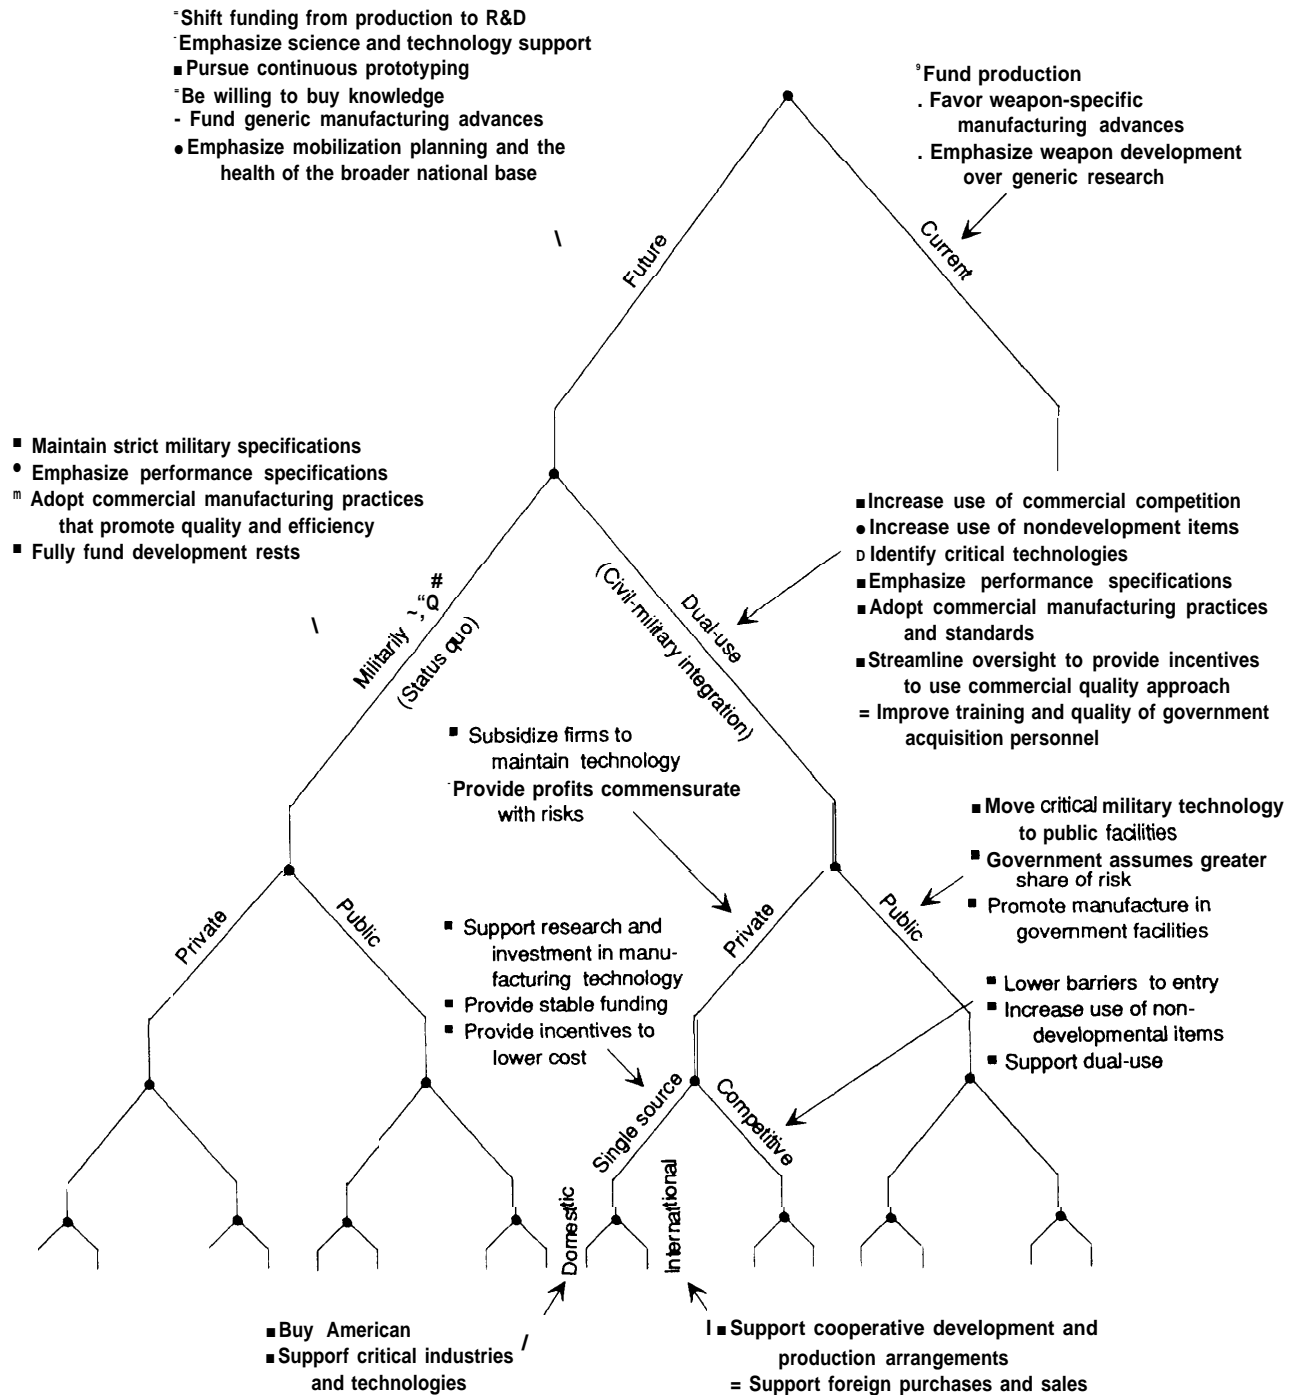 Shift funding from production to R&D
Emphasize science and technology support
■ Pursue continuous prototyping
Be willing to buy knowledge
- Fund generic manufacturing advances
● Emphasize mobilization planning and the
health of the broader national base
Fund production
. Favor weapon-specific
manufacturing advances
. Emphasize weapon development
over generic research
Future
Current
■ Maintain strict military specifications
● Emphasize performance specifications
m Adopt commercial manufacturing practices
that promote quality and efficiency
■ Fully fund development rests
■ Increase use of commercial competition
● Increase use of nondevelopment items
D Identify critical technologies
■ Emphasize performance specifications
■ Adopt commercial manufacturing practices
and standards
■ Streamline oversight to provide incentives
to use commercial quality approach
= Improve training and quality of government
acquisition personnel
Militarily
(Status quo)
Dual-use
(Civil-military integration)
■ Subsidize firms to
maintain technology
Provide profits commensurate
with risks
■ Move critical military technology
to public facilities
■ Government assumes greater
share of risk
■ Promote manufacture in
government facilities
Private
Public
Private
Public
■ Support research and
investment in manu-
facturing technology
■ Provide stable funding
■ Provide incentives to
lower cost
■ Lower barriers to entry
■ Increase use of non-
developmental items
■ Support dual-use
Single source
Competitive
Domestic
International
■ Buy American
■ Supporf critical industries
and technologies
I ■ Support cooperative development and
production arrangements
= Support foreign purchases and sales